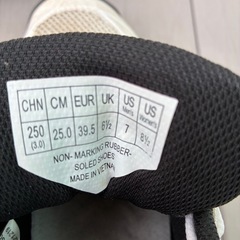 CHN CM EUR UK US Men's US Women's
250 (3.0) 25.0 39.5 6½ 7 8½
NON-MARKING RUBBER-
SOLED SHOES
MADE IN VIETNAM